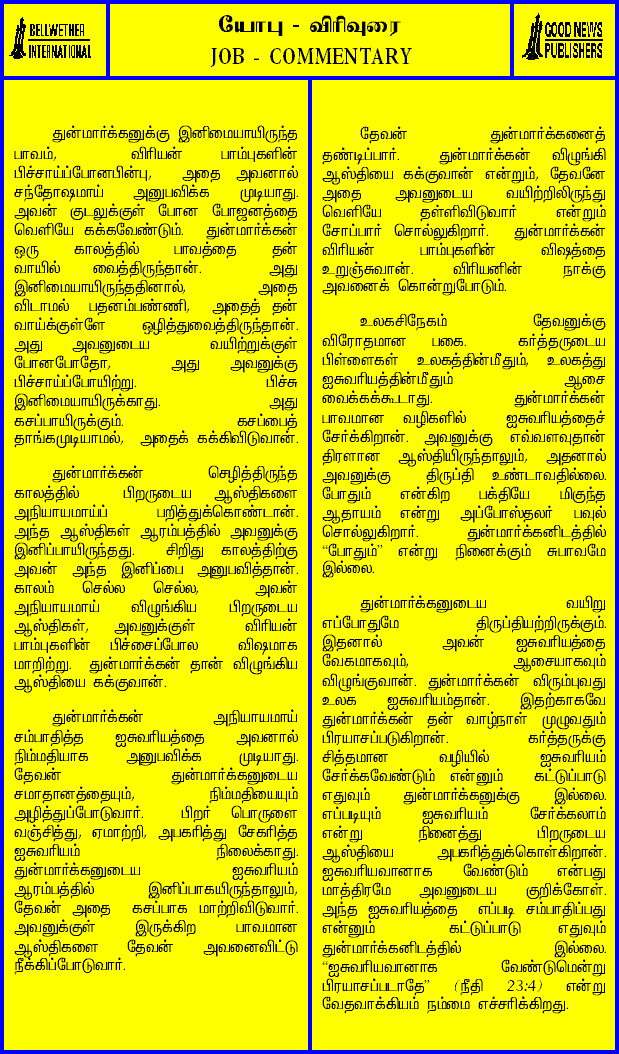 BELLWETHER
INTERNATIONAL
யோபு - விரிவுரை
JOB - COMMENTARY
GOOD NEWS
PUBLISHERS
துன்மார்க்கனுக்கு இனிமையாயிருந்த
பாவம், விரியன் பாம்புகளின்
பிச்சாய்ப்போனபின்பு, அதை அவனால்
சந்தோஷமாய் அனுபவிக்க முடியாது.
அவன் குடலுக்குள் போன போஜனத்தை
வெளியே கக்கவேண்டும். துன்மார்க்கன்
ஒரு காலத்தில் பாவத்தை தன்
வாயில் வைத்திருந்தான். அது
இனிமையாயிருந்ததினால், அதை
விடாமல் பதனம்பண்ணி, அதைத் தன்
வாய்க்குள்ளே ஒழித்துவைத்திருந்தான்.
அது அவனுடைய வயிற்றுக்குள்
போனபோதோ, அது அவனுக்கு
பிச்சாய்ப்போயிற்று. பிச்சு
இனிமையாயிருக்காது. அது
கசப்பாயிருக்கும். கசப்பைத்
தாங்கமுடியாமல், அதைக் கக்கிவிடுவான்.
துன்மார்க்கன் செழித்திருந்த
காலத்தில் பிறருடைய ஆஸ்திகளை
அநியாயமாய்ப் பறித்துக்கொண்டான்.
அந்த ஆஸ்திகள் ஆரம்பத்தில் அவனுக்கு
இனிப்பாயிருந்தது. சிறிது காலத்திற்கு
அவன் அந்த இனிப்பை அனுபவித்தான்.
காலம் செல்ல செல்ல, அவன்
அநியாயமாய் விழுங்கிய பிறருடைய
ஆஸ்திகள், அவனுக்குள் விரியன்
பாம்புகளின் பிச்சைப்போல விஷமாக
மாறிற்று. துன்மார்க்கன் தான் விழுங்கிய
ஆஸ்தியை கக்குவான்.
துன்மார்க்கன் அநியாயமாய்
சம்பாதித்த ஐசுவரியத்தை அவனால்
நிம்மதியாக அனுபவிக்க முடியாது.
தேவன் துன்மார்க்கனுடைய
சமாதானத்தையும், நிம்மதியையும்
அழித்துப்போடுவார். பிறர் பொருளை
வஞ்சித்து, ஏமாற்றி, அபகரித்து சேகரித்த
ஐசுவரியம் நிலைக்காது.
துன்மார்க்கனுடைய ஐசுவரியம்
ஆரம்பத்தில் இனிப்பாகயிருந்தாலும்,
தேவன் அதை கசப்பாக மாற்றிவிடுவார்.
அவனுக்குள் இருக்கிற பாவமான
ஆஸ்திகளை தேவன் அவனைவிட்டு
நீக்கிப்போடுவார்.
தேவன் துன்மார்க்கனைத்
தண்டிப்பார். துன்மார்க்கன் விழுங்கி
ஆஸ்தியை கக்குவான் என்றும், தேவனே
அதை அவனுடைய வயிற்றிலிருந்து
வெளியே தள்ளிவிடுவார் என்றும்
சோப்பார் சொல்லுகிறார். துன்மார்க்கன்
விரியன் பாம்புகளின் விஷத்தை
உறுஞ்சுவான். விரியனின் நாக்கு
அவனைக் கொன்றுபோடும்.
உலகசிநேகம் தேவனுக்கு
விரோதமான பகை. கர்த்தருடைய
பிள்ளைகள் உலகத்தின்மீதும், உலகத்து
ஐசுவரியத்தின்மீதும் ஆசை
வைக்கக்கூடாது. துன்மார்க்கன்
பாவமான வழிகளில் ஐசுவரியத்தைச்
சேர்க்கிறான். அவனுக்கு எவ்வளவுதான்
திரளான ஆஸ்தியிருந்தாலும், அதனால்
அவனுக்கு திருப்தி உண்டாவதில்லை.
போதும் என்கிற பக்தியே மிகுந்த
ஆதாயம் என்று அப்போஸ்தலர் பவுல்
சொல்லுகிறார். துன்மார்க்கனிடத்தில்
“போதும்” என்று நினைக்கும் சுபாவமே
இல்லை.
துன்மார்க்கனுடைய வயிறு
எப்போதுமே திருப்தியற்றிருக்கும்.
இதனால் அவன் ஐசுவரியத்தை
வேகமாகவும், ஆசையாகவும்
விழுங்குவான். துன்மார்க்கன் விரும்புவது
உலக ஐசுவரியம்தான். இதற்காகவே
துன்மார்க்கன் தன் வாழ்நாள் முழுவதும்
பிரயாசப்படுகிறான். கர்த்தருக்கு
சித்தமான வழியில் ஐசுவரியம்
சேர்க்கவேண்டும் என்னும் கட்டுப்பாடு
எதுவும் துன்மார்க்கனுக்கு இல்லை.
எப்படியும் ஐசுவரியம் சேர்க்கலாம்
என்று நினைத்து பிறருடைய
ஆஸ்தியை அபகரித்துக்கொள்கிறான்.
ஐசுவரியவானாக வேண்டும் என்பது
மாத்திரமே அவனுடைய குறிக்கோள்.
அந்த ஐசுவரியத்தை எப்படி சம்பாதிப்பது
என்னும் கட்டுப்பாடு எதுவும்
துன்மார்க்கனிடத்தில் இல்லை.
“ஐசுவரியவானாக வேண்டுமென்று
பிரயாசப்படாதே” (நீதி 23:4) என்று
வேதவாக்கியம் நம்மை எச்சரிக்கிறது.